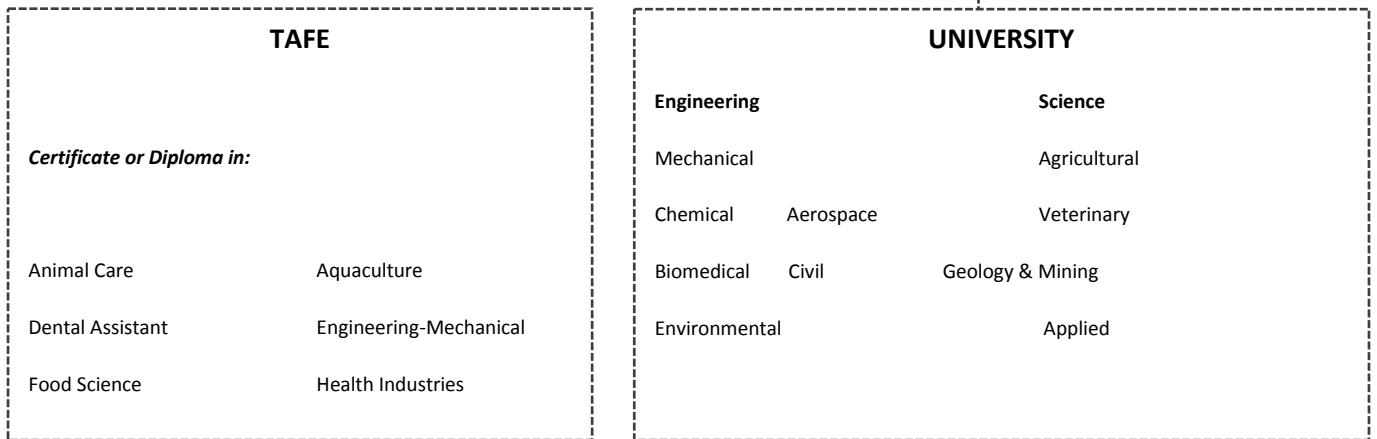 TAFE
Certificate or Diploma in:
Animal Care Aquaculture
Dental Assistant Engineering-Mechanical
Food Science Health Industries
UNIVERSITY
Engineering Science
Mechanical Agricultural
Chemical Aerospace Veterinary
Biomedical Civil Geology & Mining
Environmental Applied